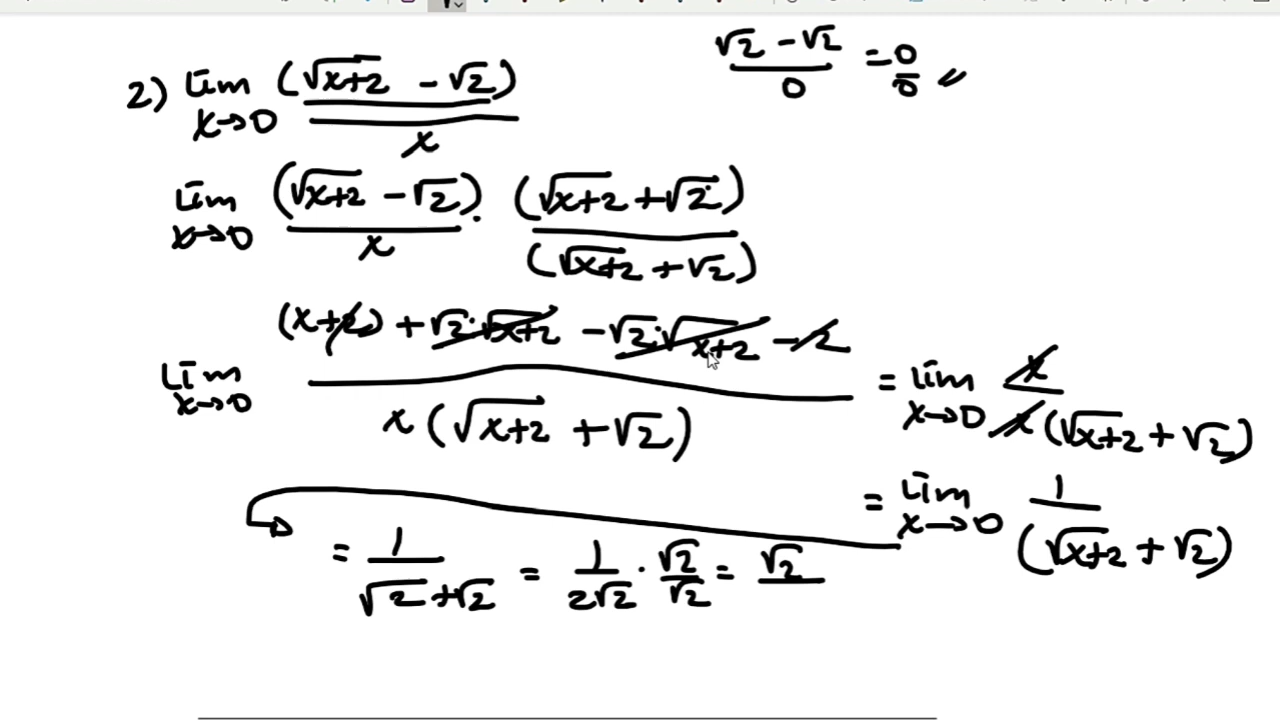 2) lim x→0 (√x+2 − √2) / x
√2 − √2 / 0 = 0/0
lim x→0 (√x+2 − √2) / x · (√x+2 + √2) / (√x+2 + √2)
lim x→0 (x+2) + √2·√x+2 − √2·√x+2 − 2 / x(√x+2 + √2) = lim x→0 x / x(√x+2 + √2)
= lim x→0 1 / (√x+2 + √2)
= 1 / √2+√2 = 1 / 2√2 · √2 / √2 = √2 /